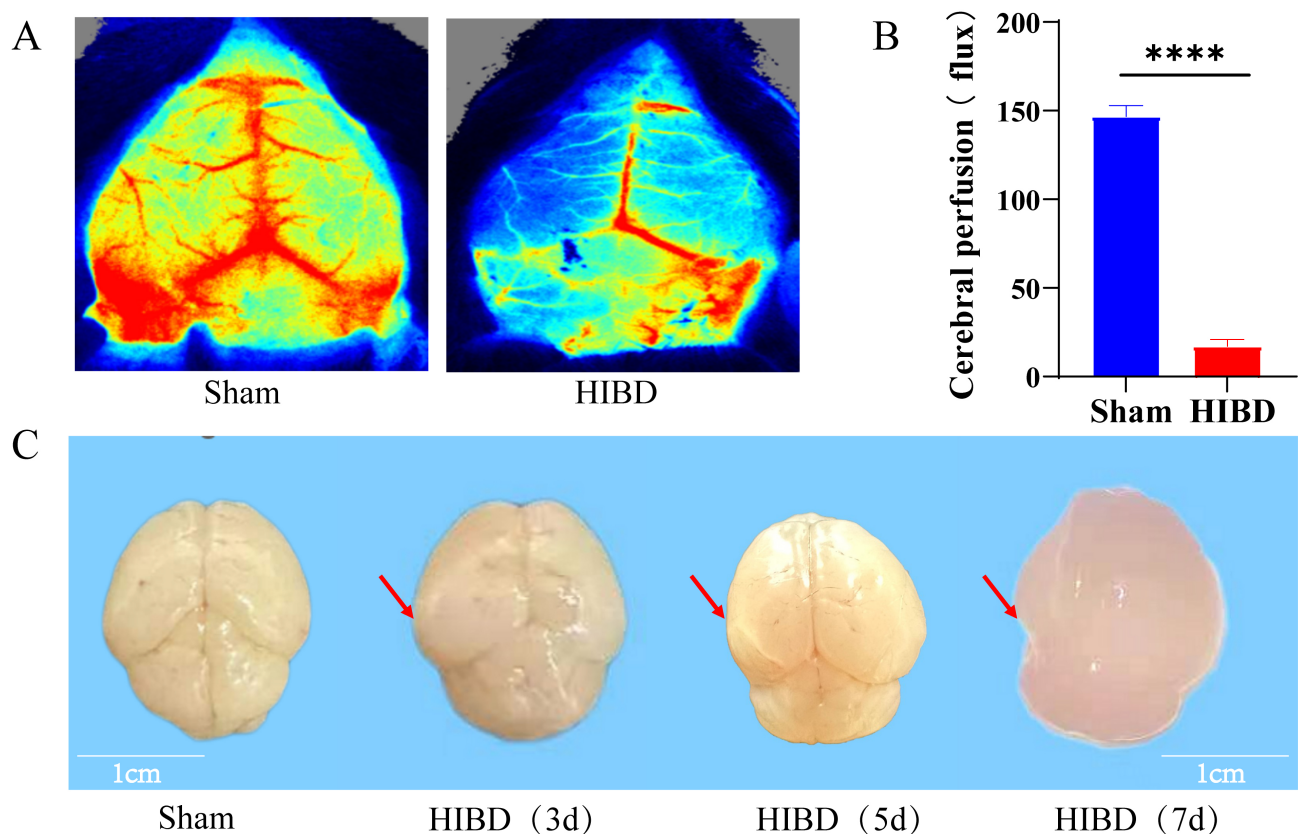 A
Sham
HIBD
B
Cerebral perfusion（ flux）
200
150
100
50
0
****
Sham
HIBD
C
1cm
1cm
Sham
HIBD（3d）
HIBD（5d）
HIBD（7d）